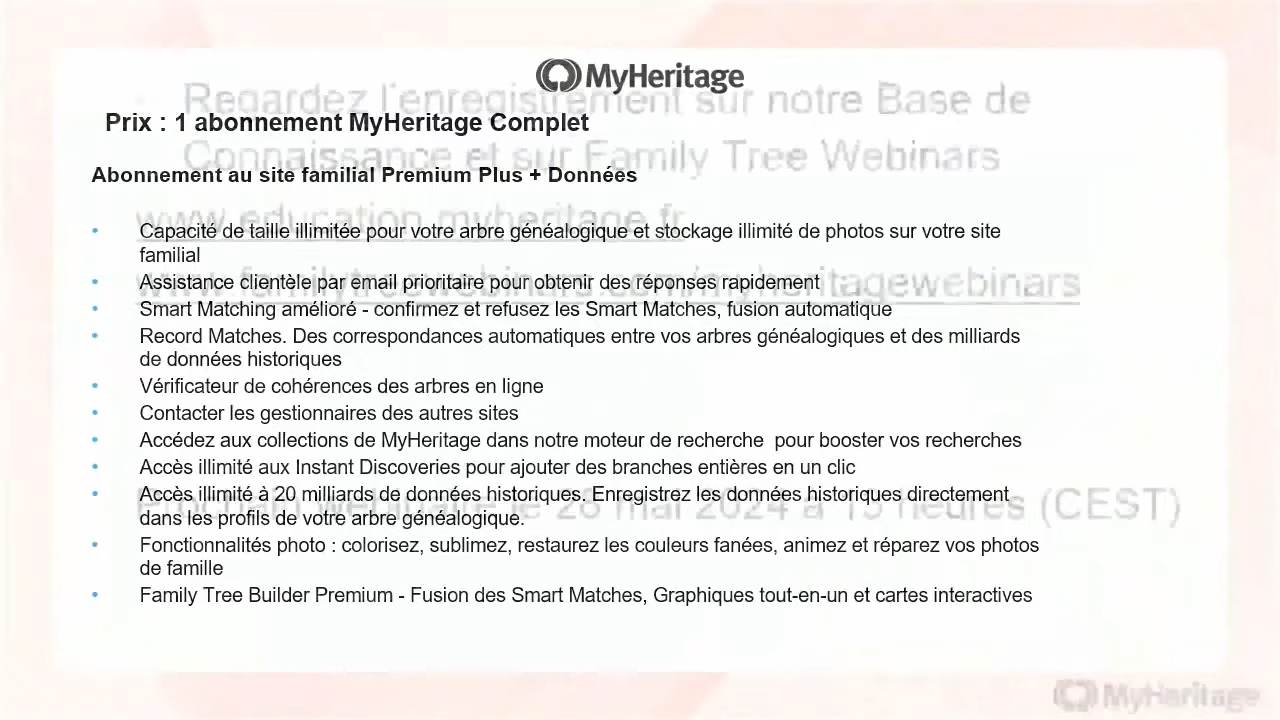 MyHeritage
Regardez l'enregistrement sur notre Base de
Prix : 1 abonnement MyHeritage Complet
Connaissance et sur Family Tree Webinars
Abonnement au site familial Premium Plus + Données
www.education.myheritage.fr
• Capacité de taille illimitée pour votre arbre généalogique et stockage illimité de photos sur votre site
familial
www.familytreewebinars.com/myheritagewebinars
• Assistance clientèle par email prioritaire pour obtenir des réponses rapidement
• Smart Matching amélioré - confirmez et refusez les Smart Matches, fusion automatique
• Record Matches. Des correspondances automatiques entre vos arbres généalogiques et des milliards
de données historiques
• Vérificateur de cohérences des arbres en ligne
• Contacter les gestionnaires des autres sites
• Accédez aux collections de MyHeritage dans notre moteur de recherche  pour booster vos recherches
• Accès illimité aux Instant Discoveries pour ajouter des branches entières en un clic
• Accès illimité à 20 milliards de données historiques. Enregistrez les données historiques directement
Prochain webinaire le 28 mai 2024 à 15 heures (CEST)
dans les profils de votre arbre généalogique.
• Fonctionnalités photo : colorisez, sublimez, restaurez les couleurs fanées, animez et réparez vos photos
de famille
• Family Tree Builder Premium - Fusion des Smart Matches, Graphiques tout-en-un et cartes interactives
MyHeritage